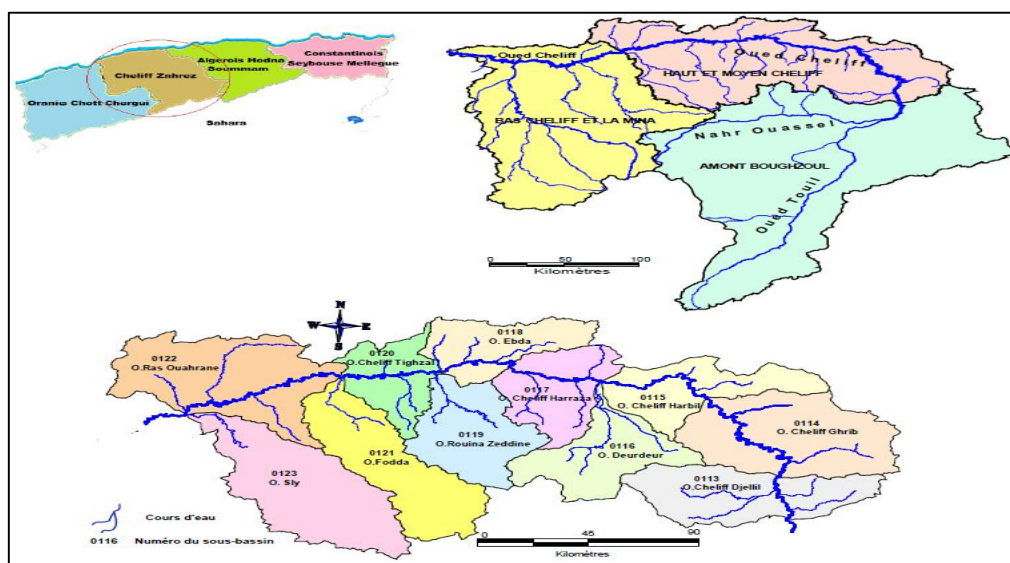 Constantinois
Seybouse Mellegue
Algérois Hodna
Soummam
Cheliff Zahrez
Oranie Chott Chergui
Sahara
Oued Cheliff
Oued Cheliff
HAUT ET MOYEN CHELIFF
BAS CHELIFF ET LA MINA
Nahr Ouassel
AMONT BOUGHZOUL
Oued Touil
0 50 100
Kilomètres
N
W E
S
0118
O. Ebda
0122
O.Ras Ouahrane
0120
O.Cheliff Tighzal
0117
O. Cheliff Harraza
0115
O. Cheliff Harbil
0114
O. Cheliff Ghrib
0119
O.Rouina Zeddine
0116
O. Deurdeur
0121
O.Fodda
0123
O. Sly
0113
O.Cheliff Djellil
Cours d'eau
0116 Numéro du sous-bassin
0 45 90
Kilomètres